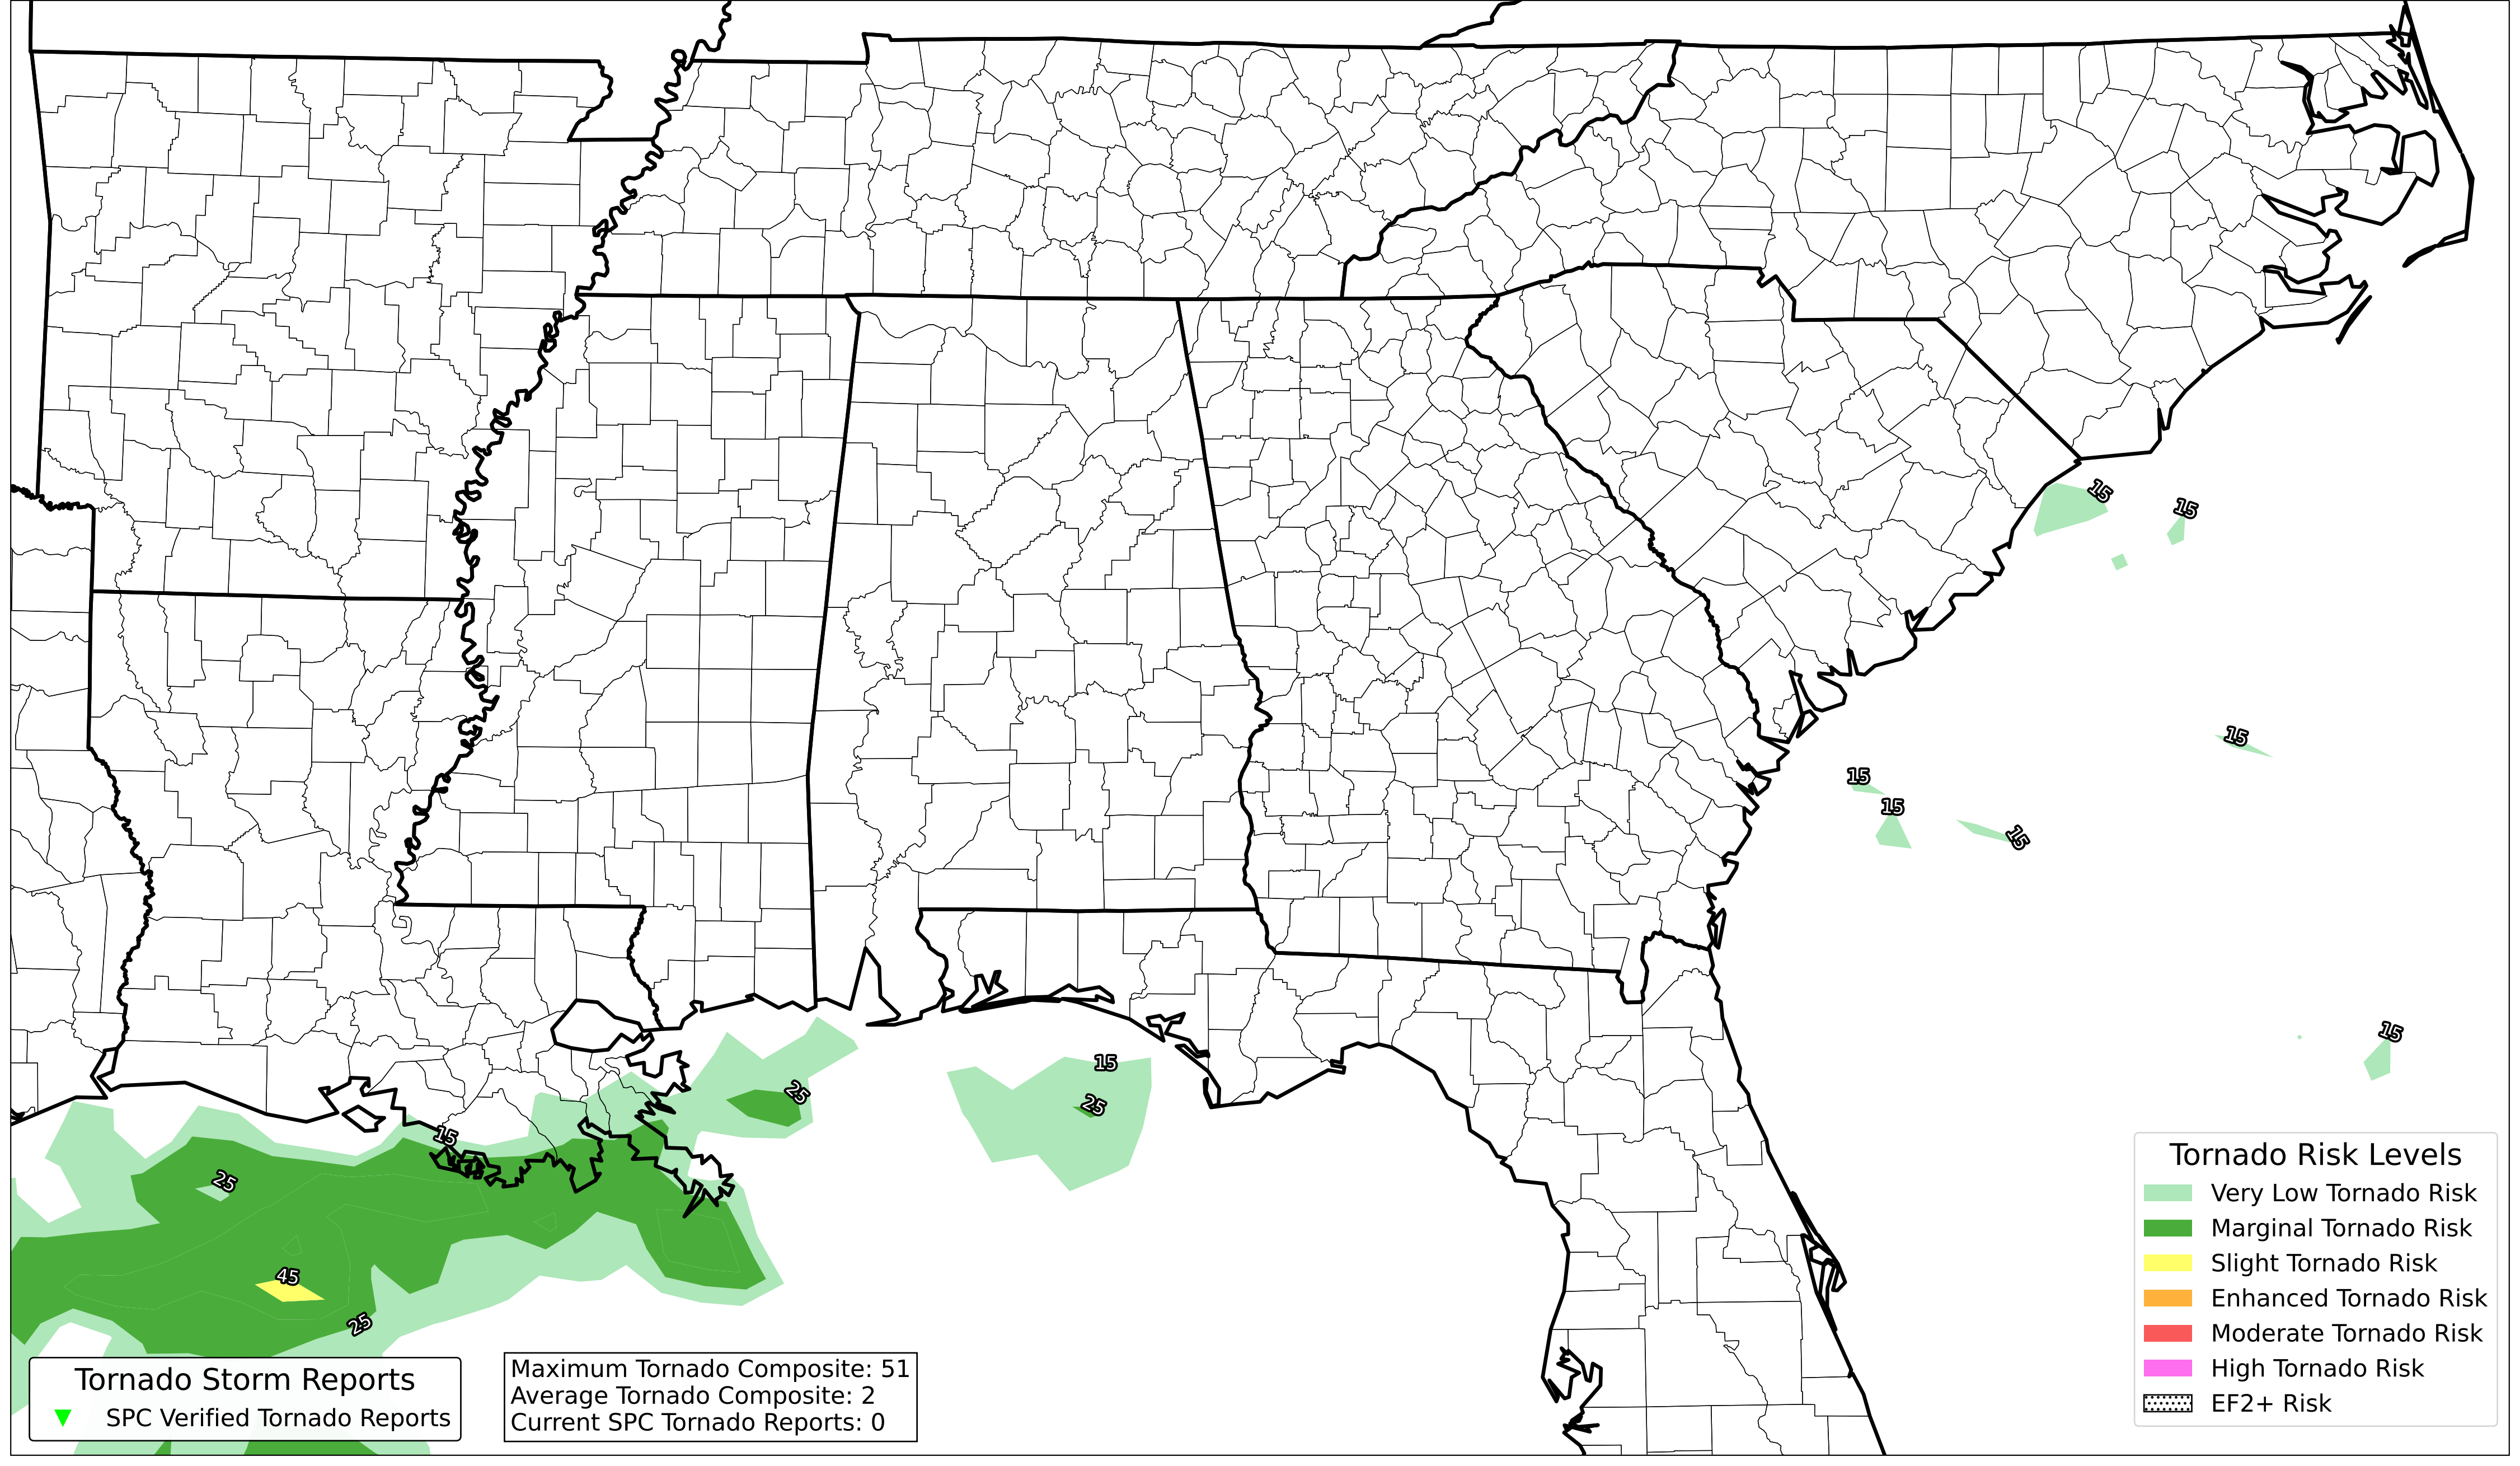 15
15
15
15
15
15
15
15
25
15
25
15
25
45
25
Tornado Risk Levels
Very Low Tornado Risk
Marginal Tornado Risk
Slight Tornado Risk
Enhanced Tornado Risk
Moderate Tornado Risk
High Tornado Risk
EF2+ Risk
Tornado Storm Reports
SPC Verified Tornado Reports
Maximum Tornado Composite: 51
Average Tornado Composite: 2
Current SPC Tornado Reports: 0